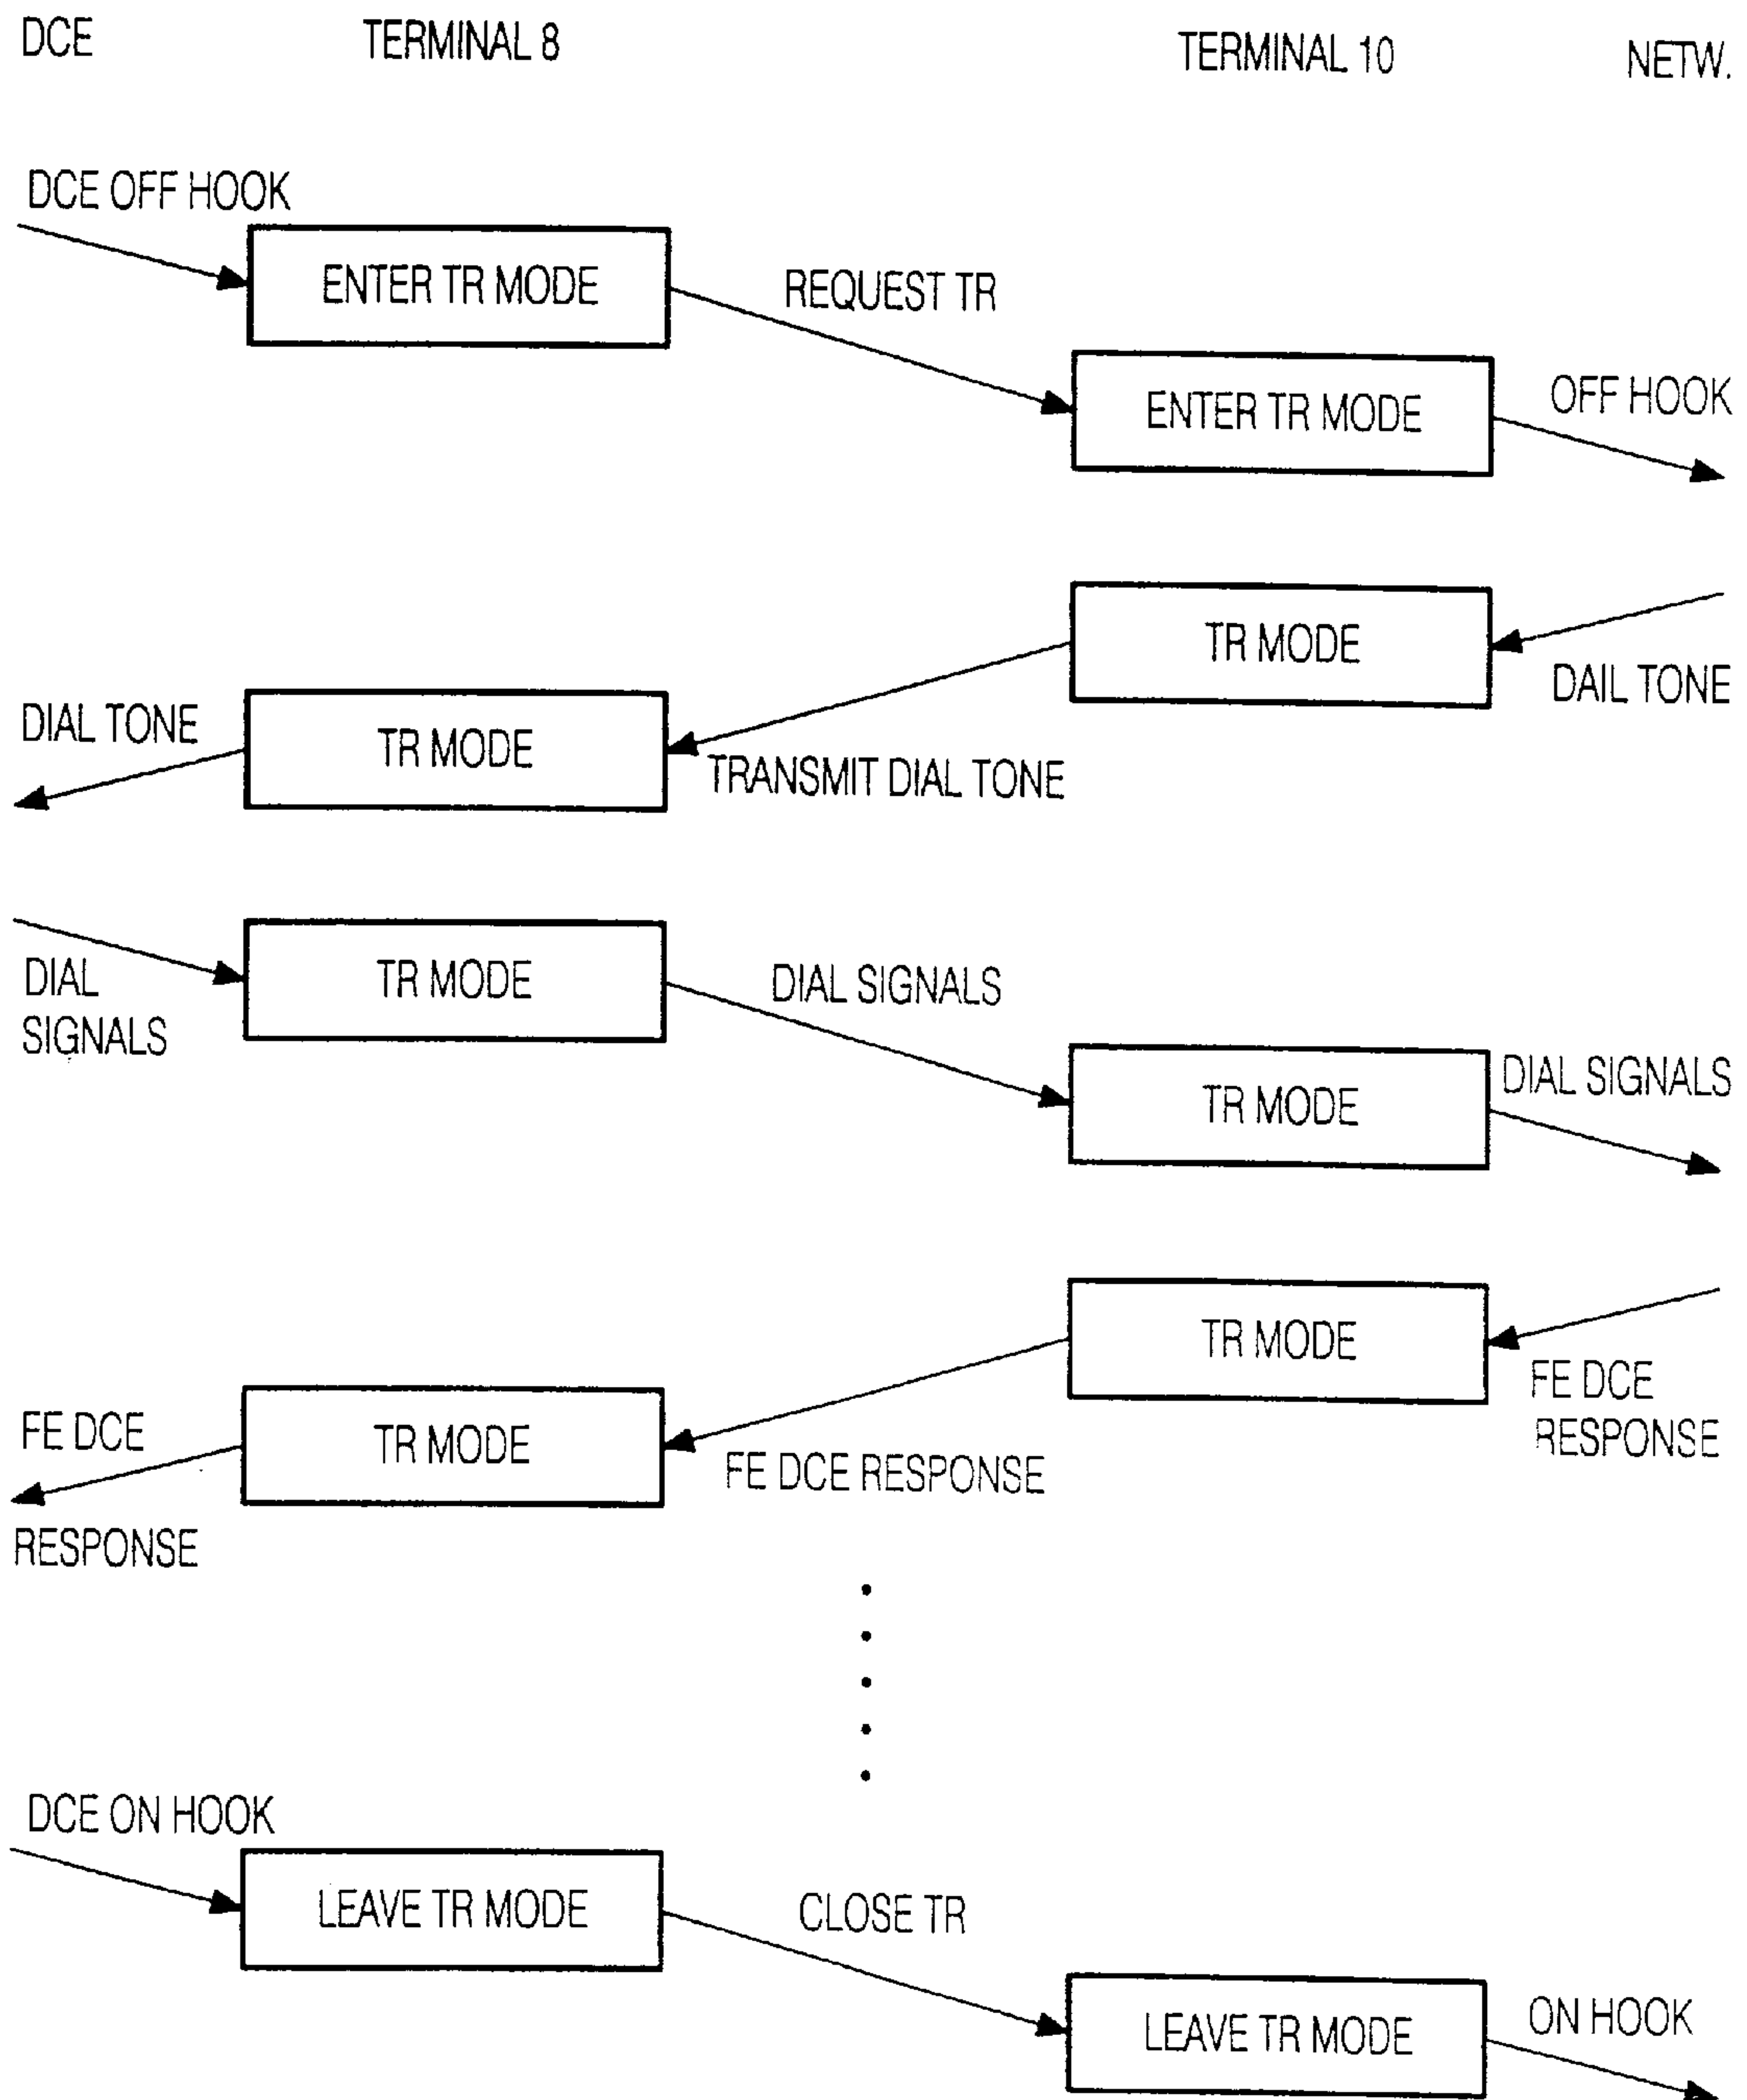 DCE
TERMINAL 8
TERMINAL 10
NETW.
DCE OFF HOOK
ENTER TR MODE
REQUEST TR
ENTER TR MODE
OFF HOOK
TR MODE
DAIL TONE
DIAL TONE
TR MODE
TRANSMIT DIAL TONE
DIAL
SIGNALS
TR MODE
DIAL SIGNALS
TR MODE
DIAL SIGNALS
TR MODE
FE DCE
RESPONSE
FE DCE
RESPONSE
TR MODE
FE DCE RESPONSE
DCE ON HOOK
LEAVE TR MODE
CLOSE TR
LEAVE TR MODE
ON HOOK